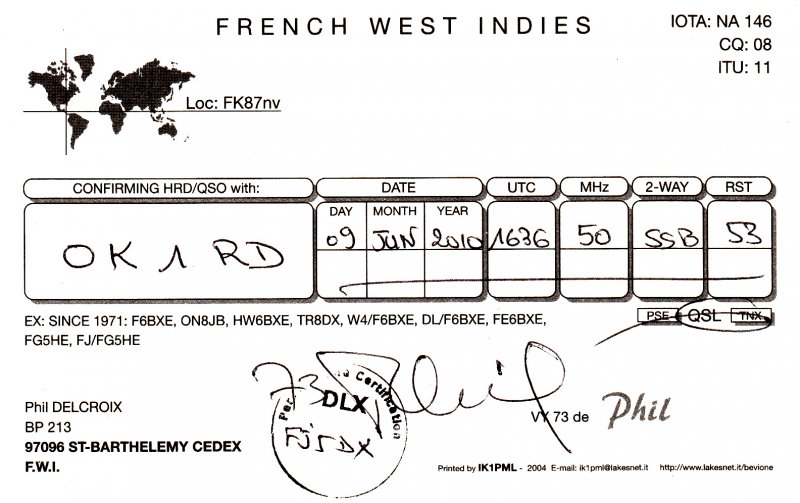 FRENCH WEST INDIES
IOTA: NA 146
CQ: 08
ITU: 11
Loc: FK87nv
CONFIRMING HRD/QSO with: DATE UTC MHz 2-WAY RST
DAY MONTH YEAR
OK1RD 09 JUN 2010 1636 50 SSB 53
EX: SINCE 1971: F6BXE, ON8JB, HW6BXE, TR8DX, W4/F6BXE, DL/F6BXE, FE6BXE,
FG5HE, FJ/FG5HE
PSE QSL TNX
73 Phil
Certification
DLX
FJ5DX
Phil DELCROIX
BP 213
97096 ST-BARTHELEMY CEDEX
F.W.I.
VY 73 de Phil
Printed by IK1PML - 2004 E-mail: ik1pml@lakesnet.it http://www.lakesnet.it/bevione